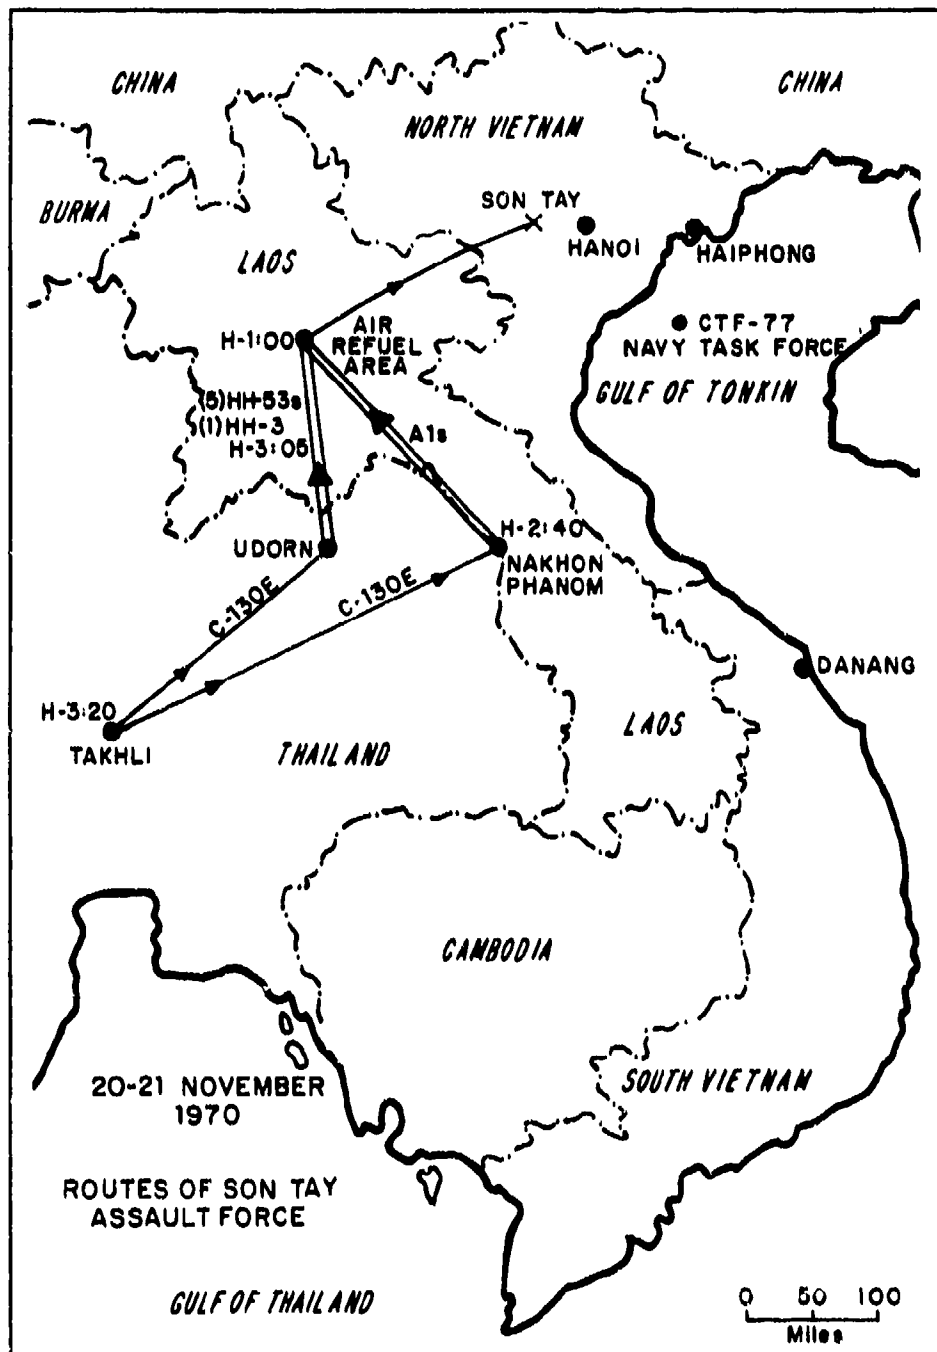 CHINA
CHINA
NORTH VIETNAM
BURMA
SON TAY
HANOI
HAIPHONG
LAOS
H-1:00
AIR
REFUEL
AREA
CTF-77
NAVY TASK FORCE
GULF OF TONKIN
(5)HH-53s
(1)HH-3
H-3:05
A1s
H-2:40
UDORN
NAKHON
PHANOM
C-130E
C-130E
DANANG
H-3:20
TAKHLI
THAILAND
LAOS
CAMBODIA
SOUTH VIETNAM
20-21 NOVEMBER
1970
ROUTES OF SON TAY
ASSAULT FORCE
GULF OF THAILAND
0 50 100
Miles